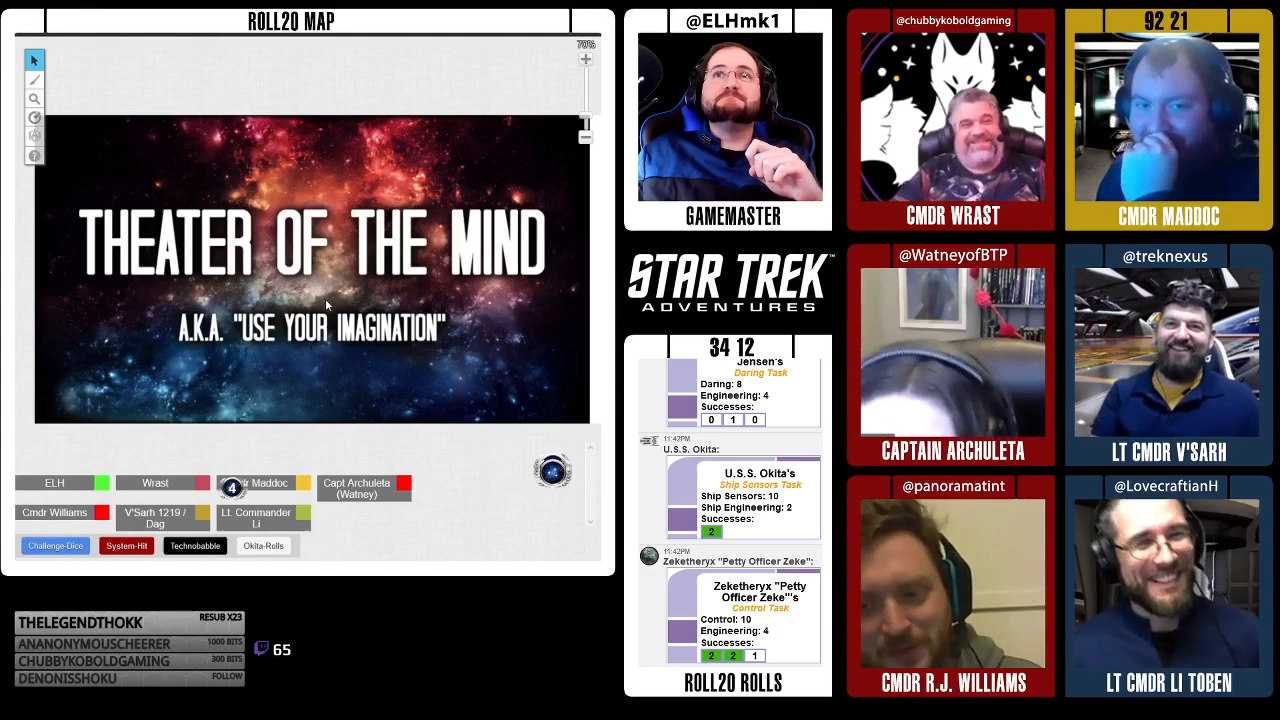 ROLL20 MAP
70%
THEATER OF THE MIND
A.K.A. "USE YOUR IMAGINATION"
ELH
Wrast
dr Maddoc
Capt Archuleta
(Watney)
4
Cmdr Williams
V'Sarh 1219 /
Dag
Lt. Commander
Li
Challenge-Dice
System-Hit
Technobabble
Okita-Rolls
THELEGENDTHOKK RESUB X23
ANANONYMOUSCHEERER 1000 BITS
CHUBBYKOBOLDGAMING 300 BITS
DENONISSHOKU FOLLOW
65
@ELHmk1
GAMEMASTER
STAR TREK™
ADVENTURES
34 12
Jensen's
Daring Task
Daring: 8
Engineering: 4
Successes:
0 1 0
11:42PM
U.S.S. Okita:
U.S.S. Okita's
Ship Sensors Task
Ship Sensors: 10
Ship Engineering: 2
Successes:
2
11:42PM
Zeketheryx "Petty Officer Zeke":
Zeketheryx "Petty
Officer Zeke"'s
Control Task
Control: 10
Engineering: 4
Successes:
2 2 1
ROLL20 ROLLS
@chubbykoboldgaming
CMDR WRAST
92 21
CMDR MADDOC
@WatneyofBTP
CAPTAIN ARCHULETA
@treknexus
LT CMDR V'SARH
@panoramatint
CMDR R.J. WILLIAMS
@LovecraftianH
LT CMDR LI TOBEN